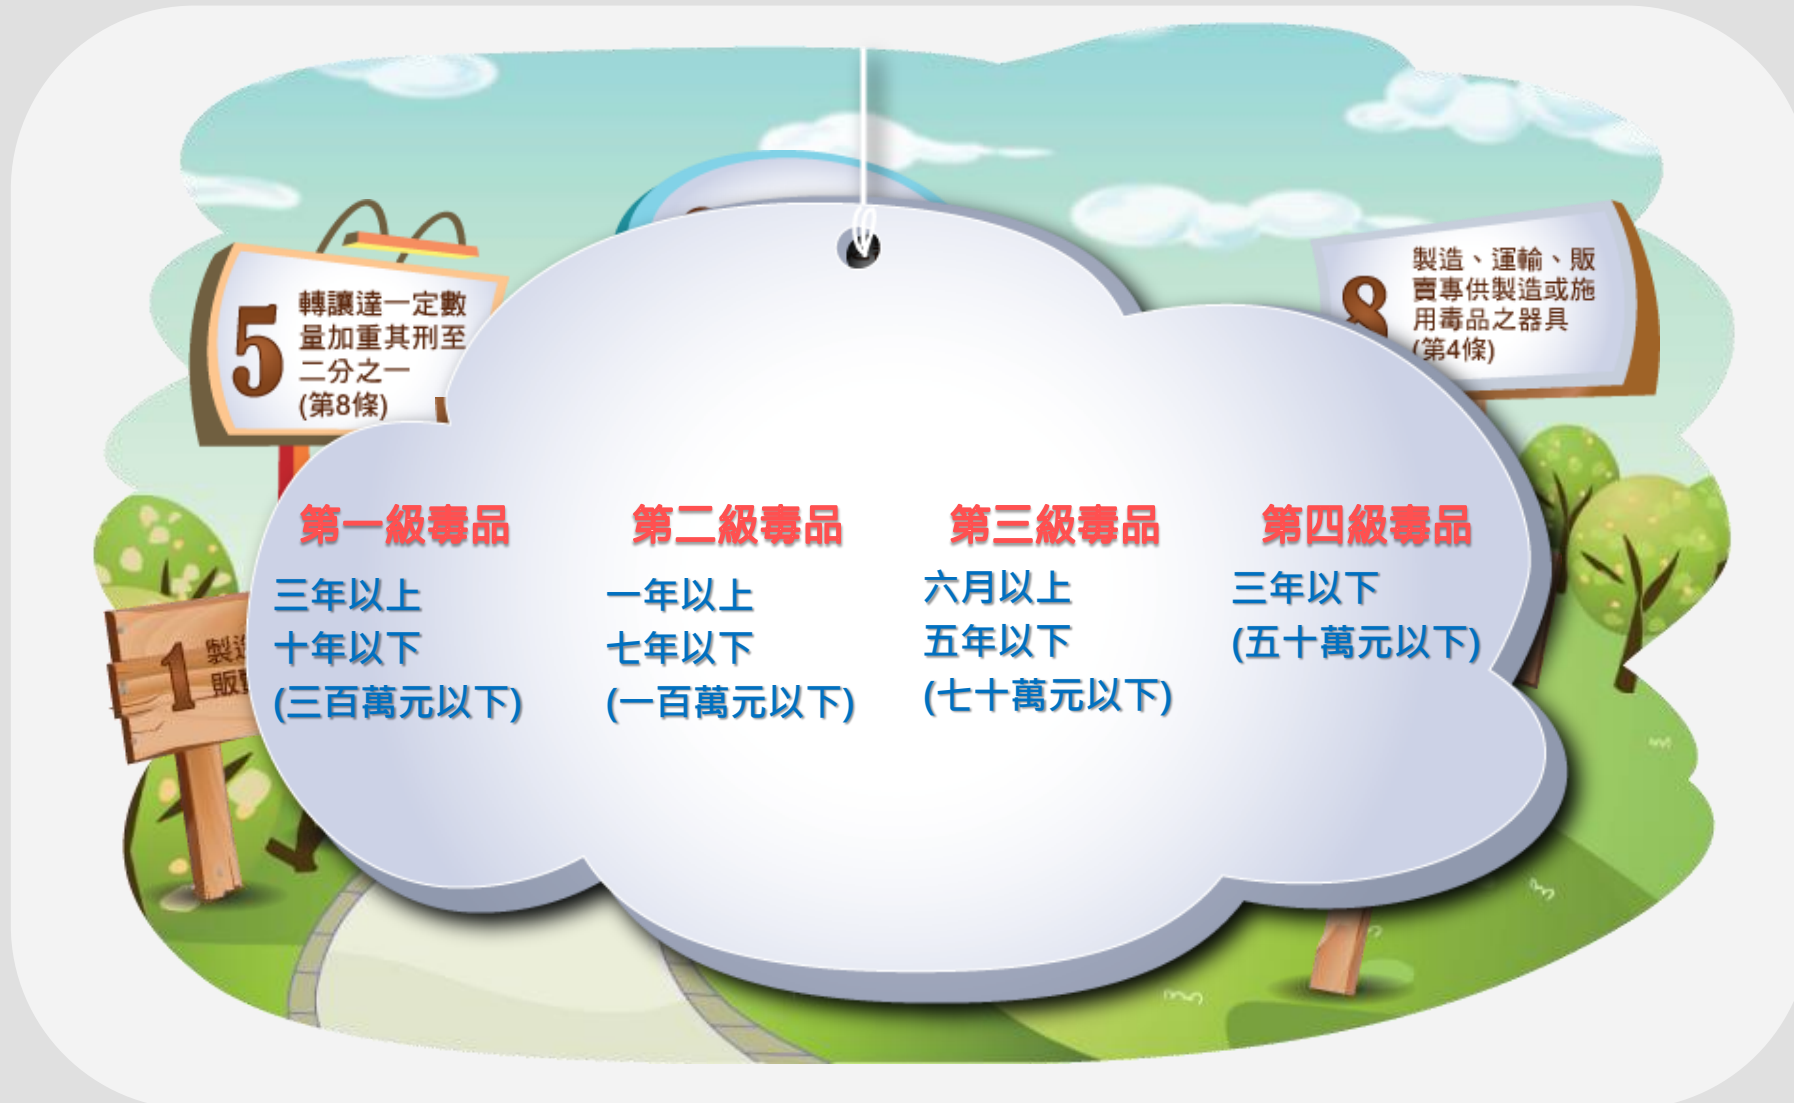 5
轉讓達一定數
量加重其刑至
二分之一
(第8條)
8
製造、運輸、販
賣專供製造或施
用毒品之器具
(第4條)
第一級毒品
三年以上
十年以下
(三百萬元以下)
第二級毒品
一年以上
七年以下
(一百萬元以下)
第三級毒品
六月以上
五年以下
(七十萬元以下)
第四級毒品
三年以下
(五十萬元以下)
1
製造
販